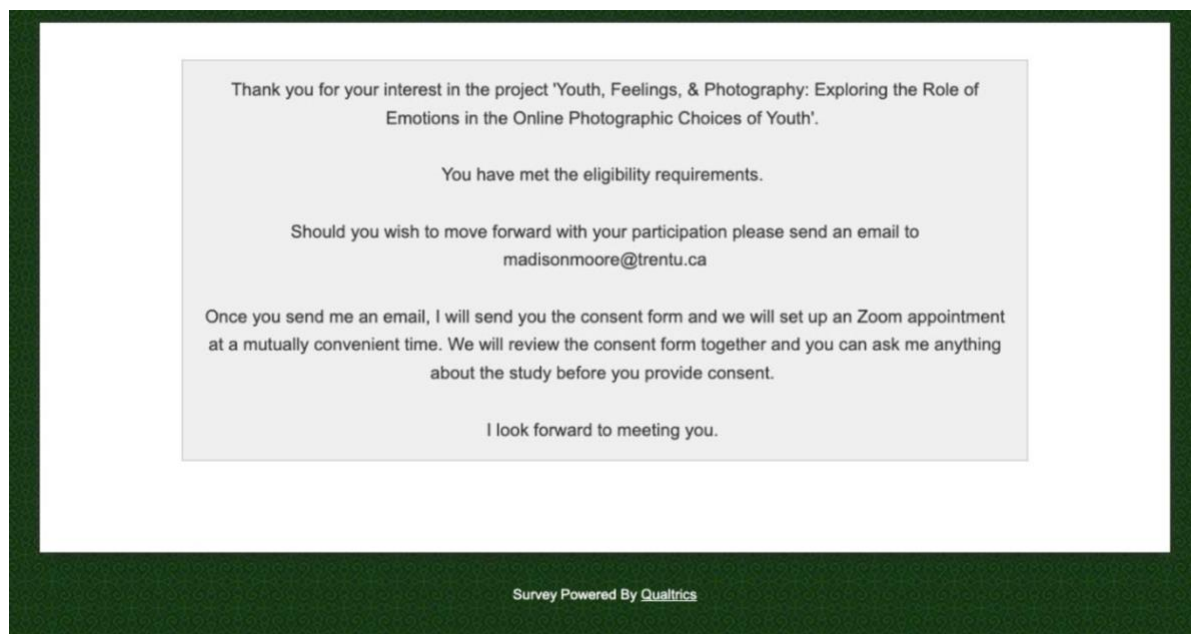 Thank you for your interest in the project 'Youth, Feelings, & Photography: Exploring the Role of
Emotions in the Online Photographic Choices of Youth'.
You have met the eligibility requirements.
Should you wish to move forward with your participation please send an email to
madisonmoore@trentu.ca
Once you send me an email, I will send you the consent form and we will set up an Zoom appointment
at a mutually convenient time. We will review the consent form together and you can ask me anything
about the study before you provide consent.
I look forward to meeting you.
Survey Powered By Qualtrics